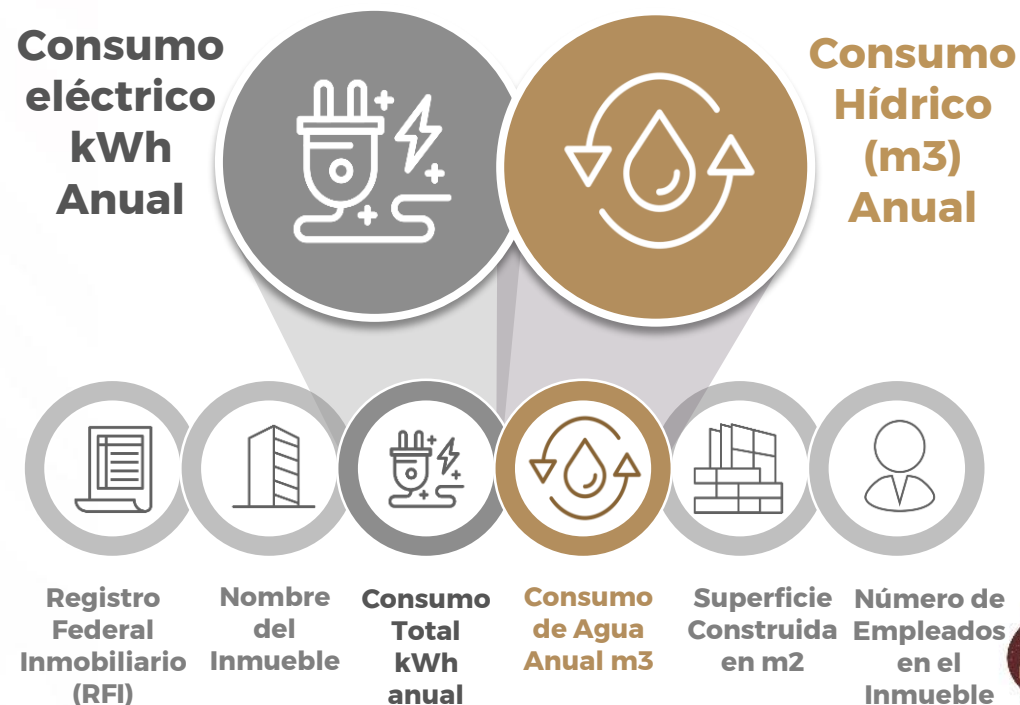 Consumo
eléctrico
kWh
Anual
Consumo
Hídrico
(m3)
Anual
Registro
Federal
Inmobiliario
(RFI)
Nombre
del
Inmueble
Consumo
Total
kWh
anual
Consumo
de Agua
Anual m3
Superficie
Construida
en m2
Número de
Empleados
en el
Inmueble